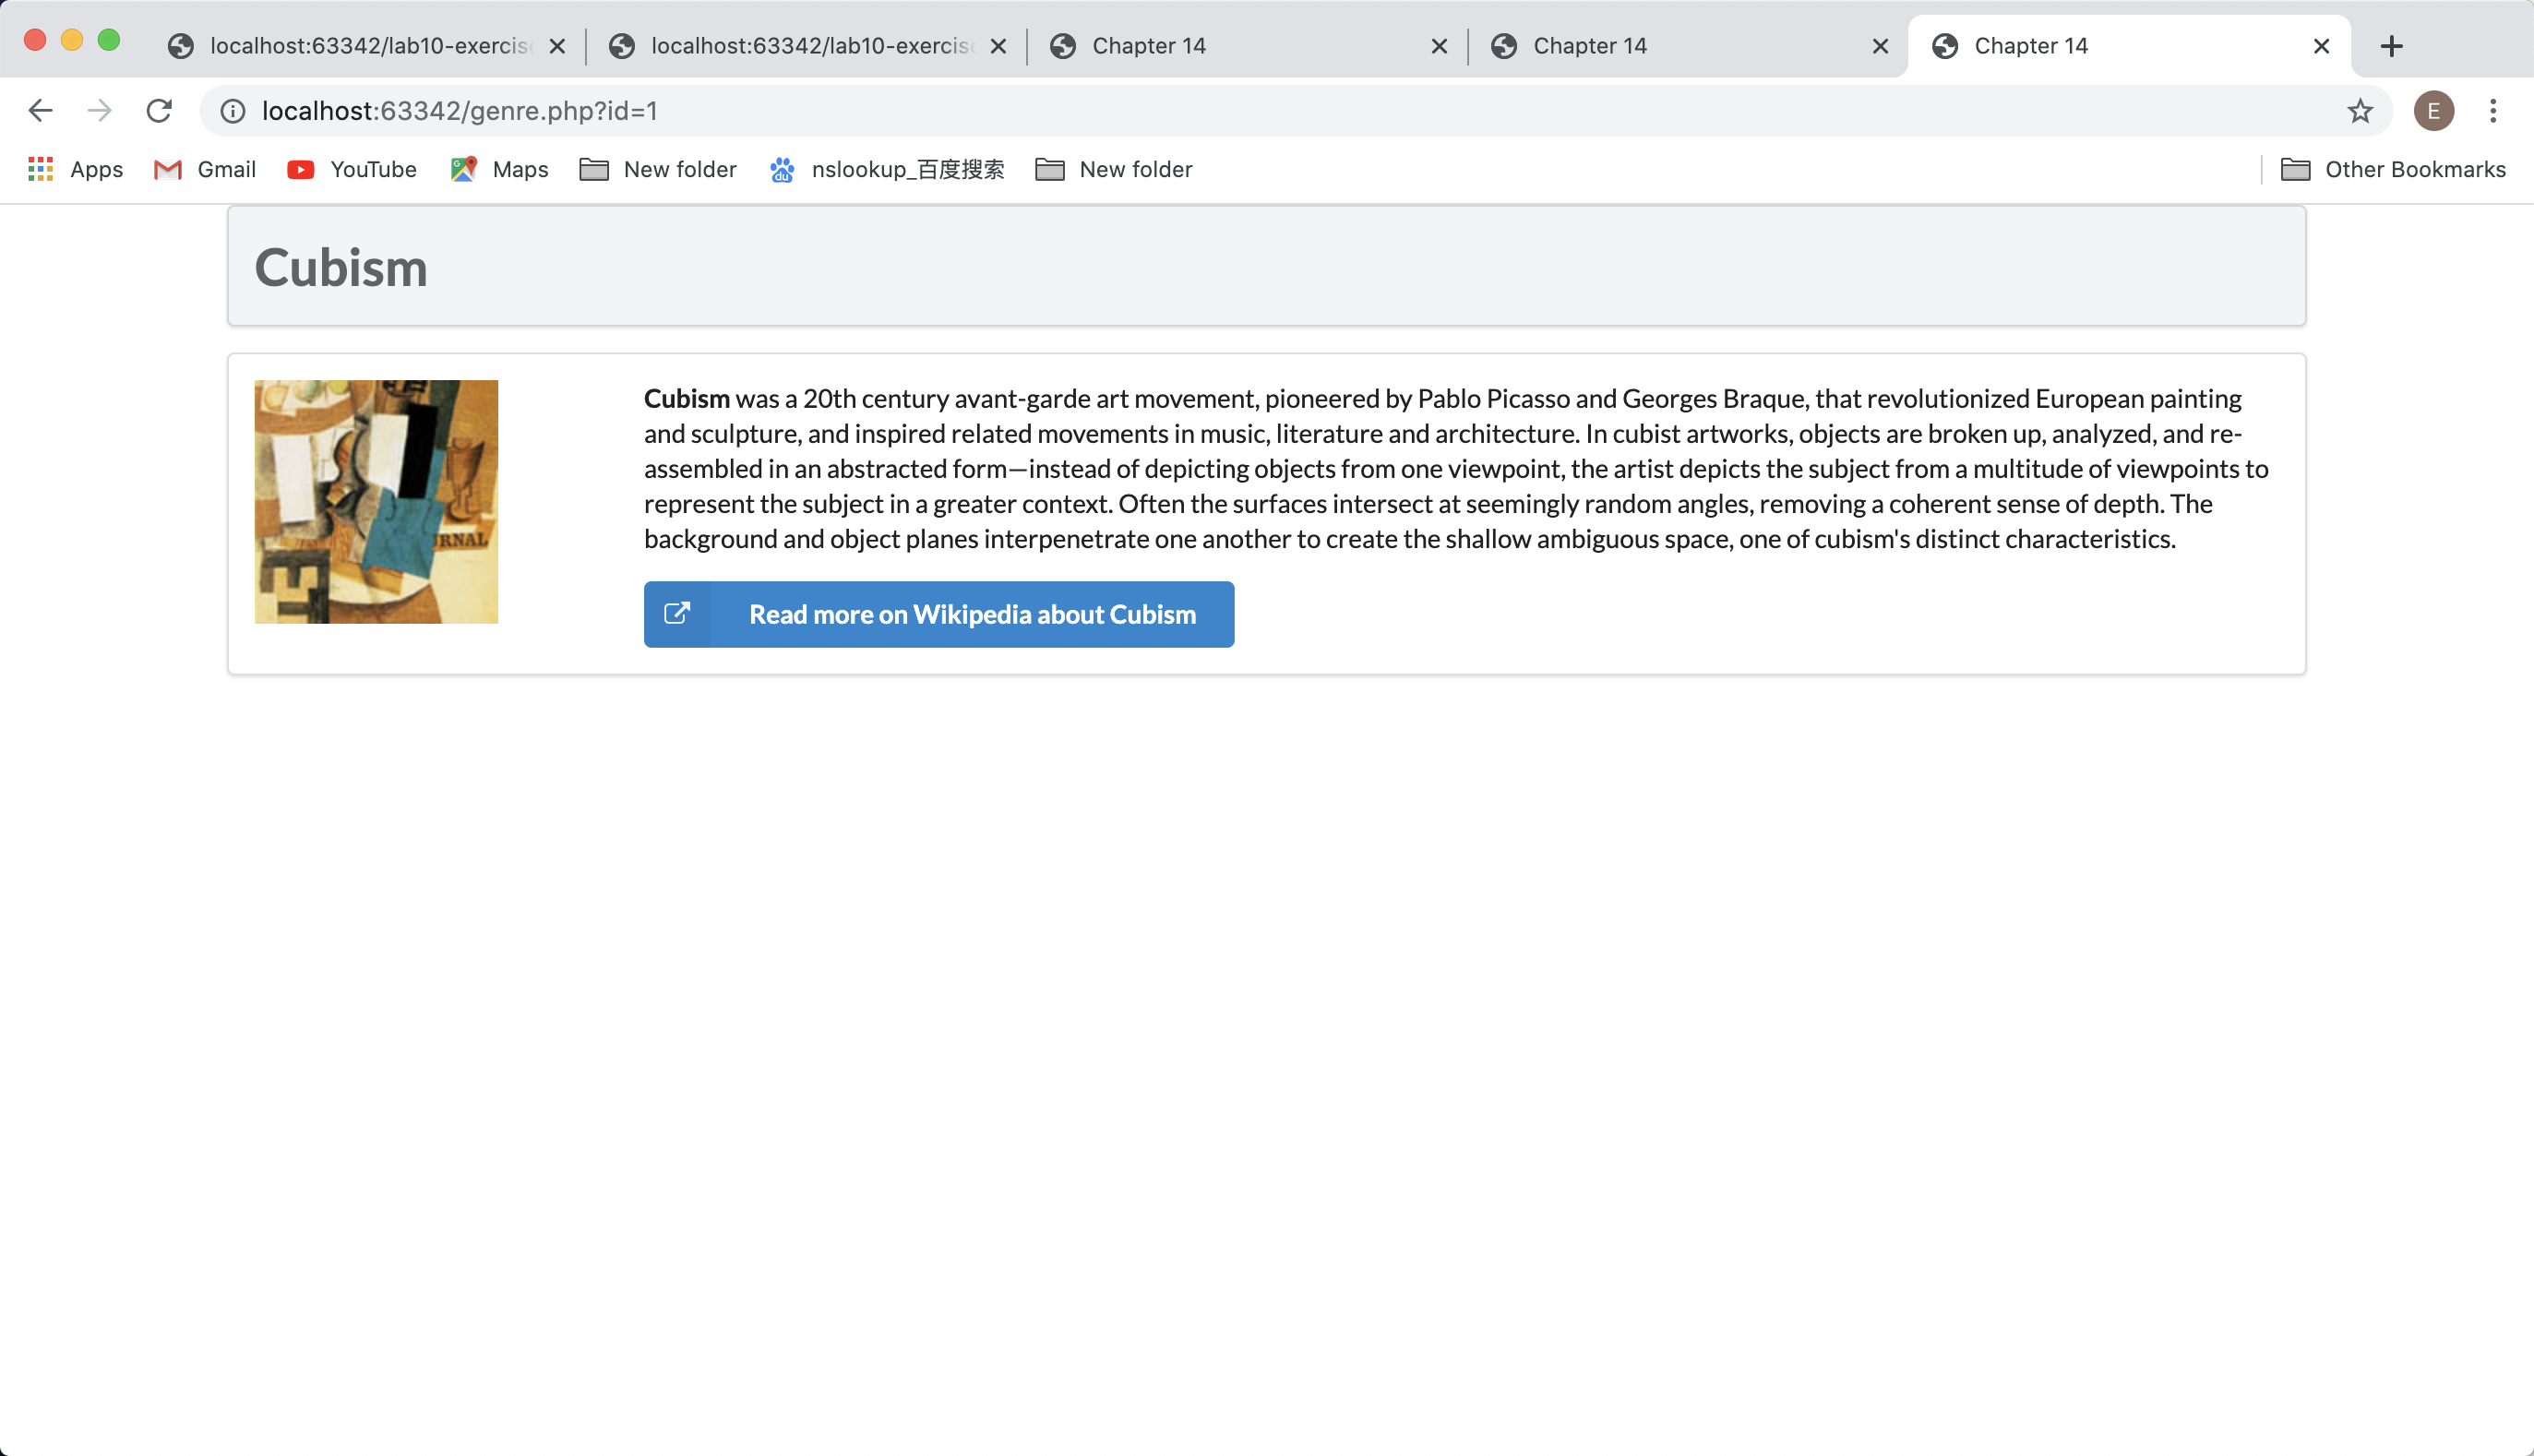 localhost:63342/lab10-exercise
localhost:63342/lab10-exercise
Chapter 14
Chapter 14
Chapter 14
localhost:63342/genre.php?id=1
E
Apps
Gmail
YouTube
Maps
New folder
nslookup_百度搜索
New folder
Other Bookmarks
Cubism
Cubism was a 20th century avant-garde art movement, pioneered by Pablo Picasso and Georges Braque, that revolutionized European painting
and sculpture, and inspired related movements in music, literature and architecture. In cubist artworks, objects are broken up, analyzed, and re-
assembled in an abstracted form—instead of depicting objects from one viewpoint, the artist depicts the subject from a multitude of viewpoints to
represent the subject in a greater context. Often the surfaces intersect at seemingly random angles, removing a coherent sense of depth. The
background and object planes interpenetrate one another to create the shallow ambiguous space, one of cubism's distinct characteristics.
URNAL
ET
Read more on Wikipedia about Cubism